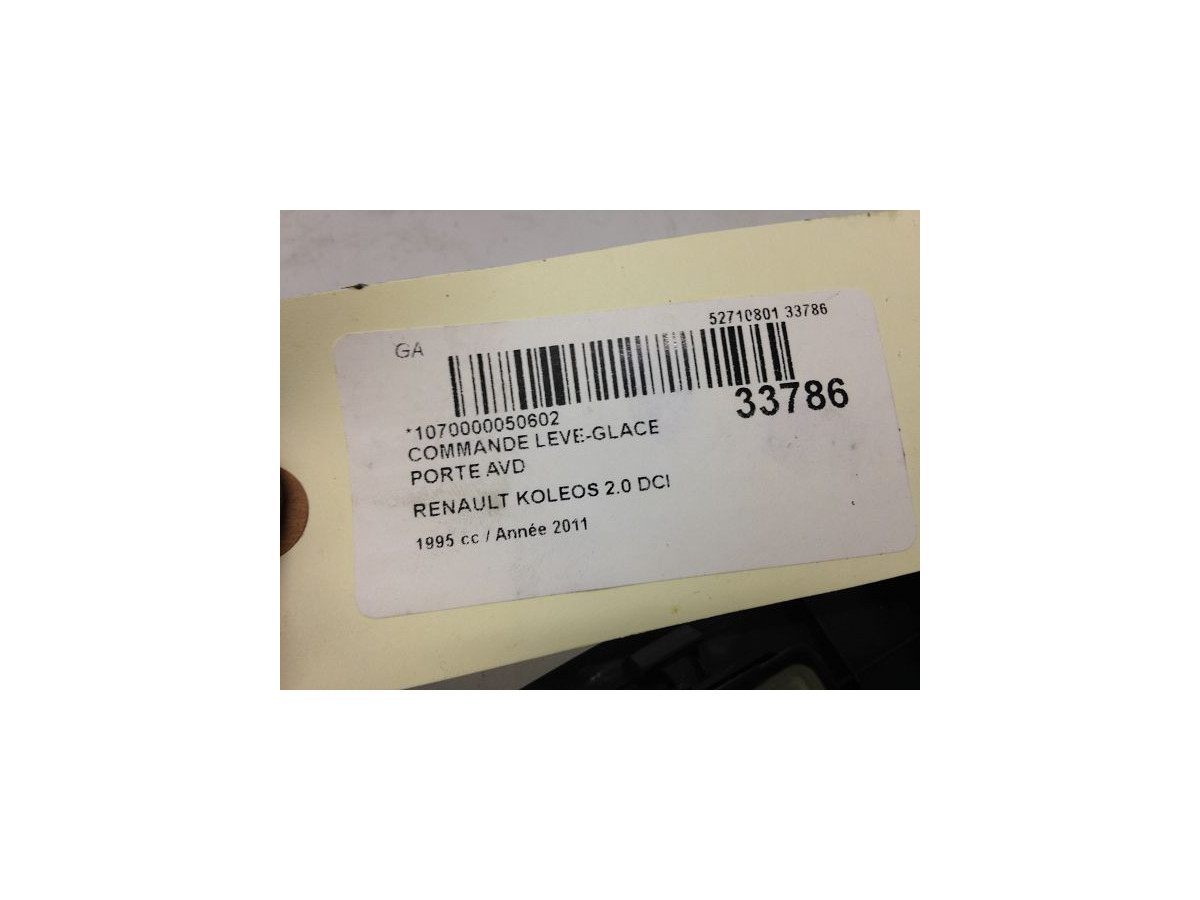 52710801 33786
GA
33786
*1070000050602
COMMANDE LEVE-GLACE
PORTE AVD
RENAULT KOLEOS 2.0 DCI
1995 cc / Année 2011